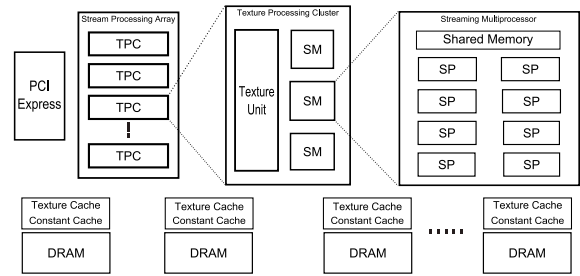 Stream Processing Array
TPC
TPC
TPC
TPC
PCI
Express
Texture Processing Cluster
Texture
Unit
SM
SM
SM
Streaming Multiprocessor
Shared Memory
SP SP
SP SP
SP SP
SP SP
Texture Cache
Constant Cache
DRAM
Texture Cache
Constant Cache
DRAM
Texture Cache
Constant Cache
DRAM
Texture Cache
Constant Cache
DRAM